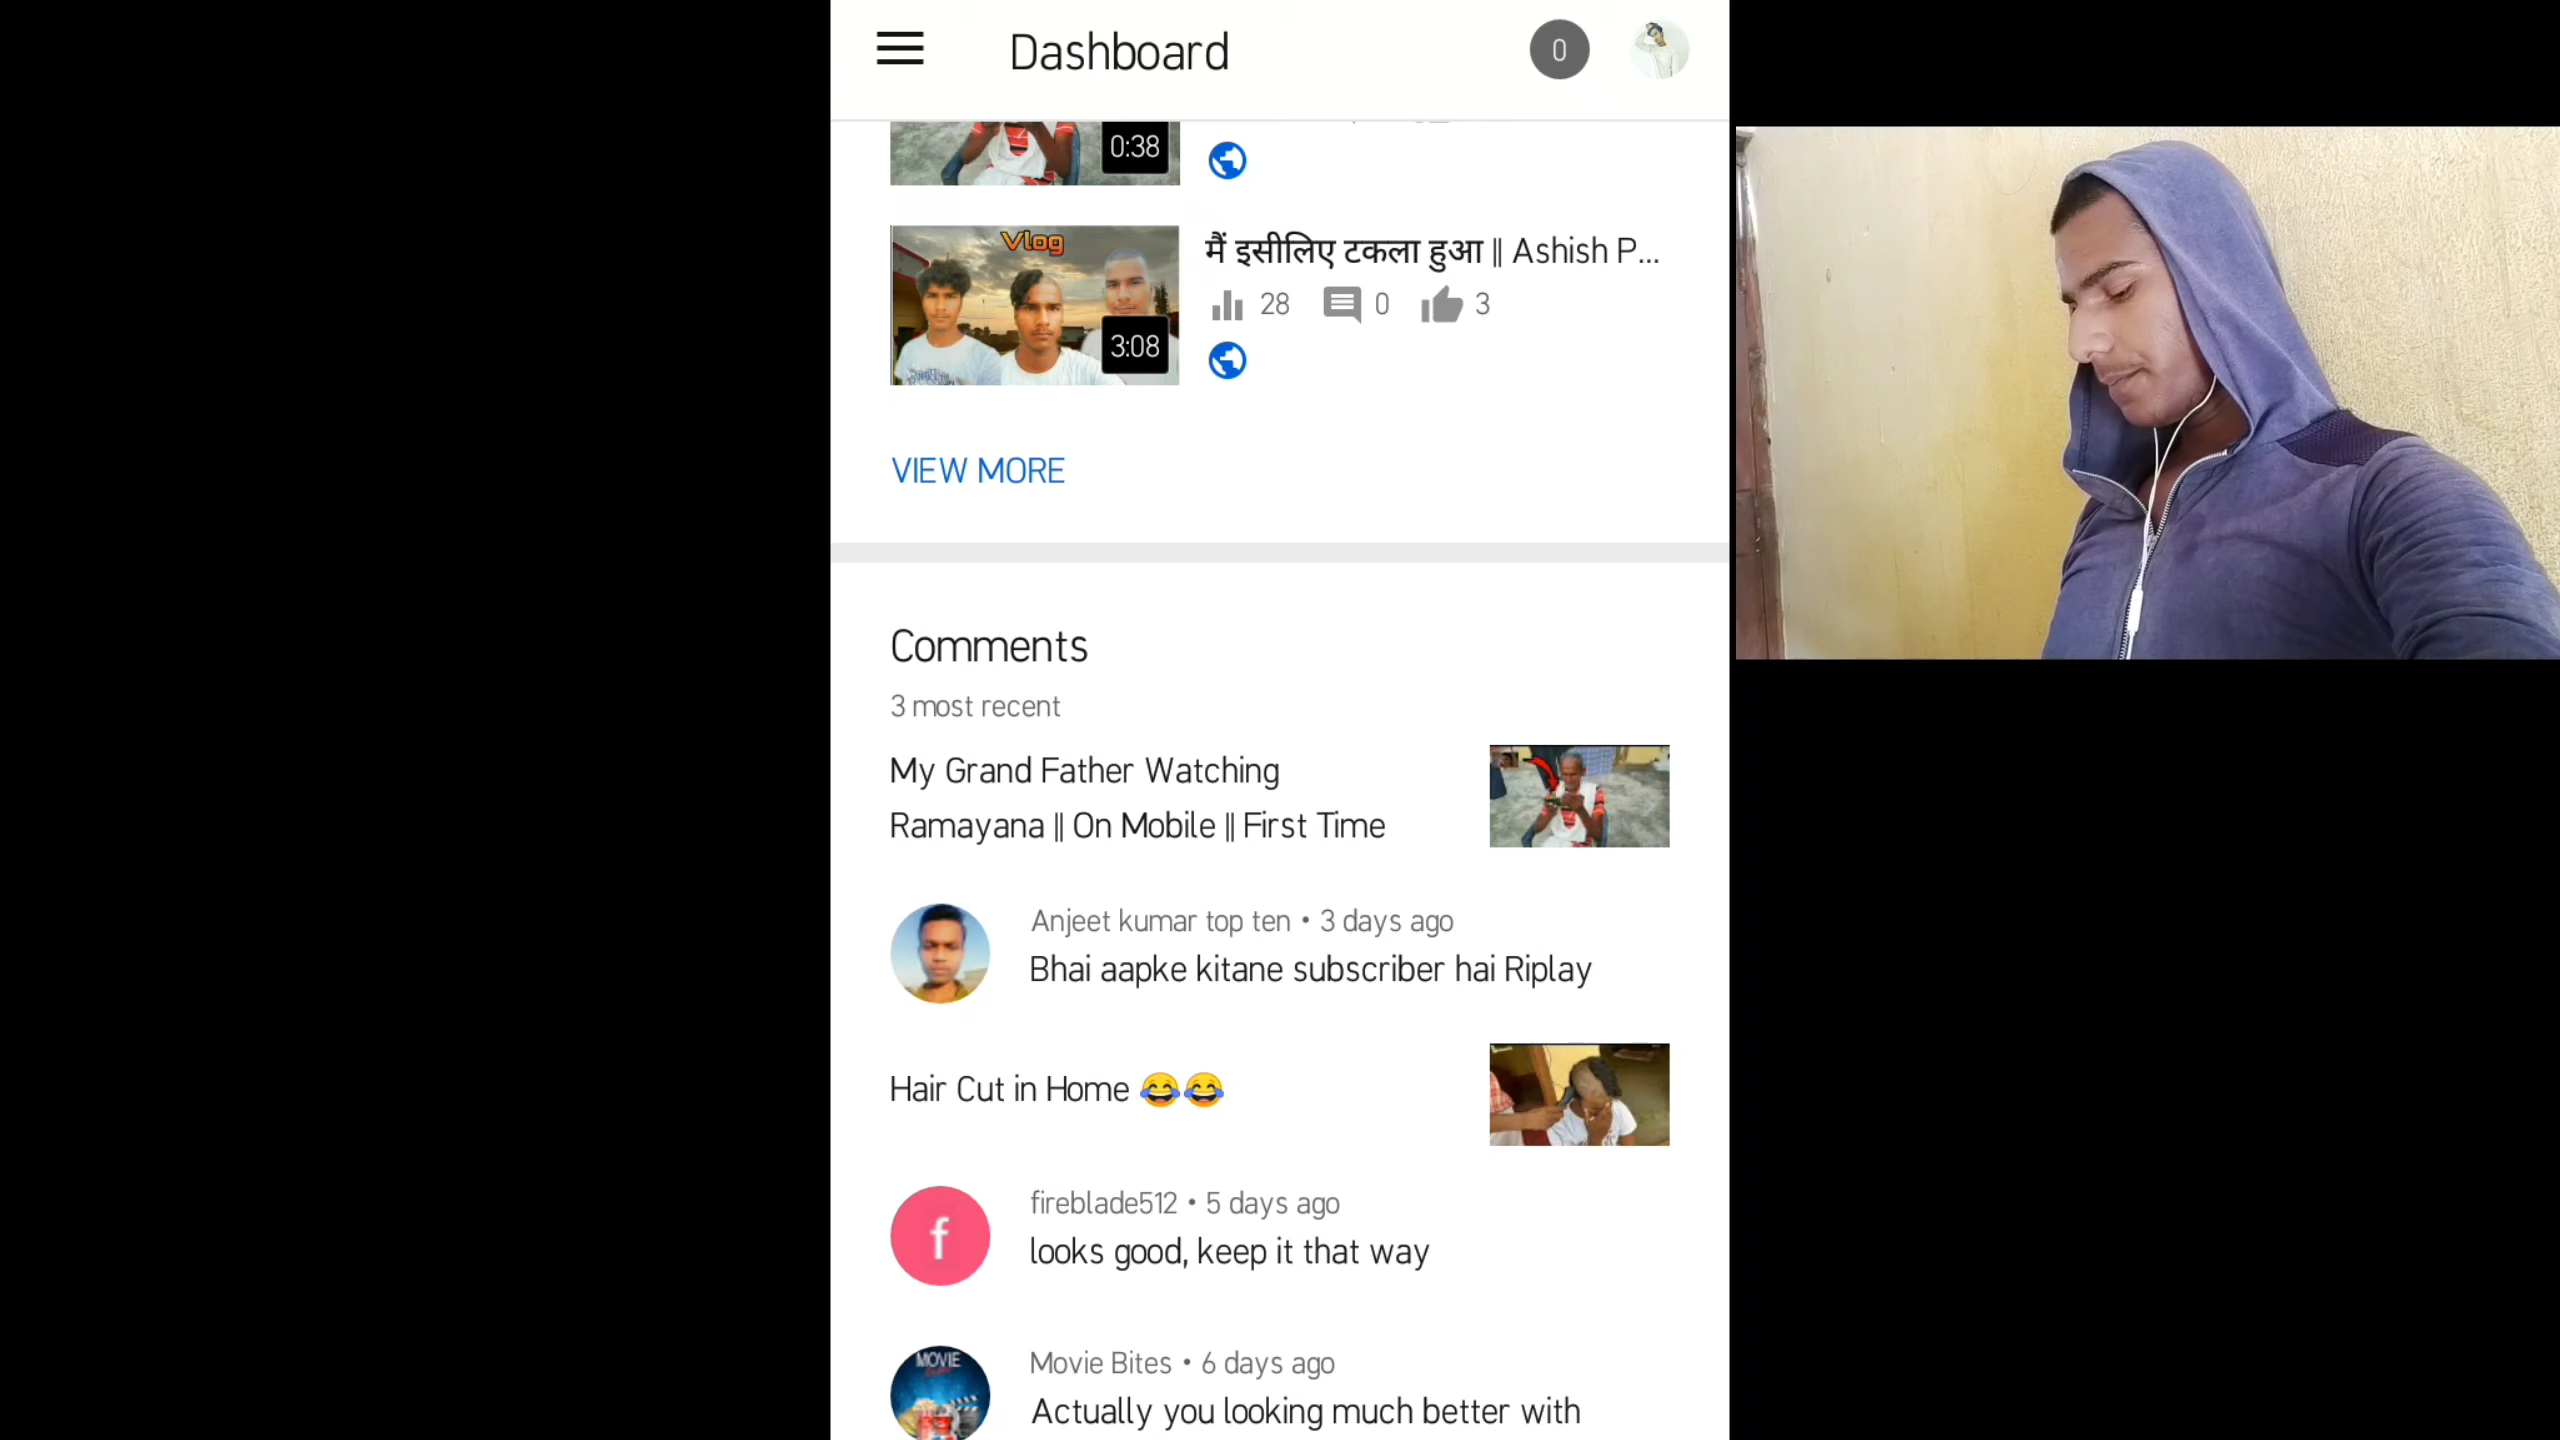 Dashboard
0
0:38
Vlog
3:08
मैं इसीलिए टकला हुआ || Ashish P...
28 0 3
VIEW MORE
Comments
3 most recent
My Grand Father Watching
Ramayana || On Mobile || First Time
Anjeet kumar top ten • 3 days ago
Bhai aapke kitane subscriber hai Riplay
Hair Cut in Home 😂😂
f
fireblade512 • 5 days ago
looks good, keep it that way
MOVIE
Movie Bites • 6 days ago
Actually you looking much better with